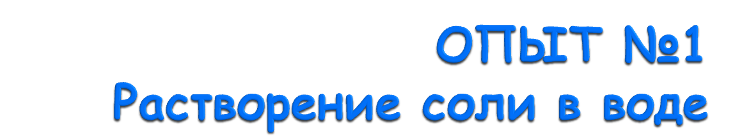 ОПЫТ №1
Растворение соли в воде